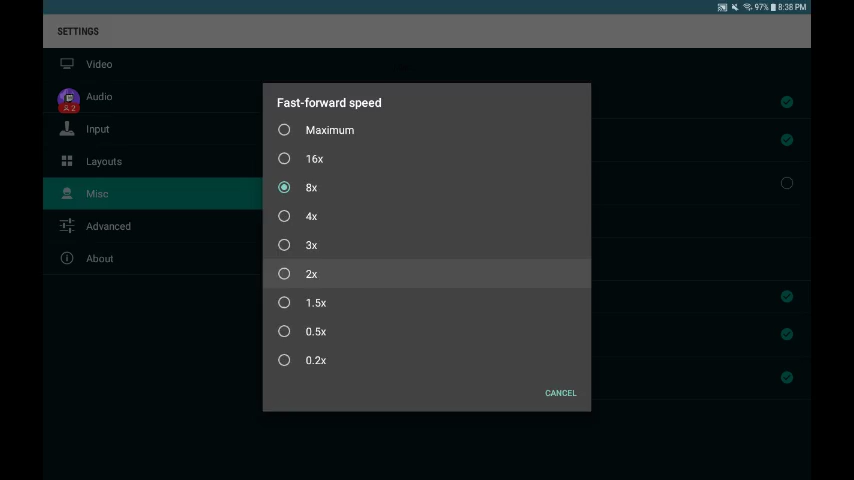 97% 8:38 PM
SETTINGS
Video
Audio
2
Input
Layouts
Misc
Advanced
About
Fast-forward speed
Maximum
16x
8x
4x
3x
2x
1.5x
0.5x
0.2x
CANCEL